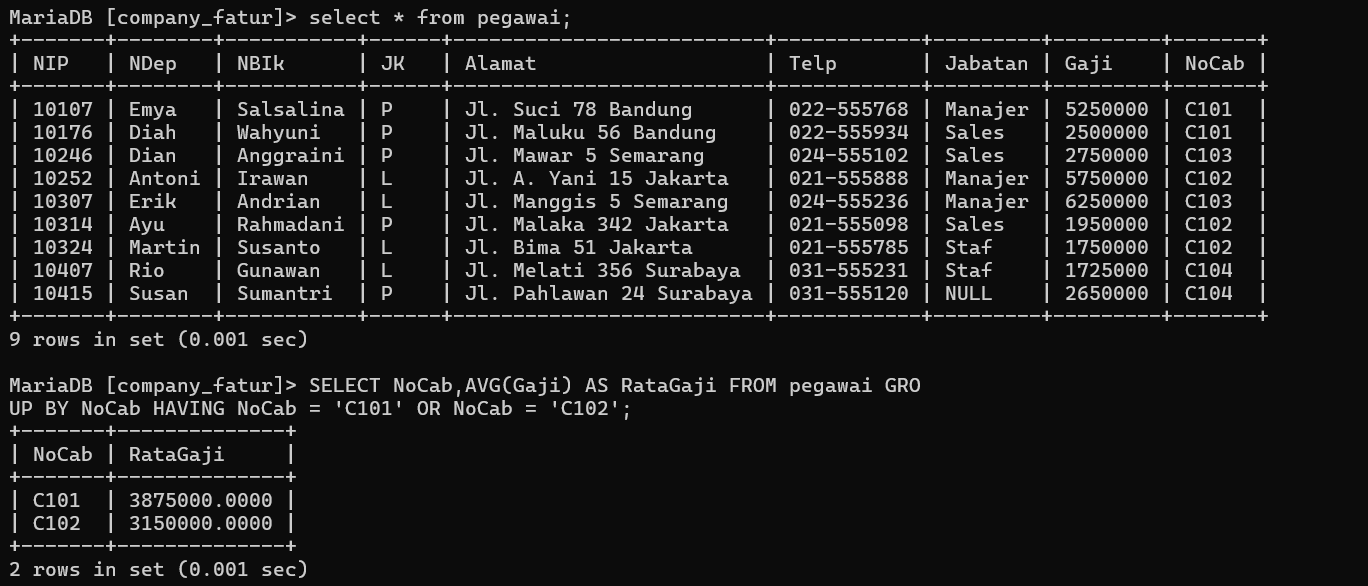 MariaDB [company_fatur]> select * from pegawai;
+-------+--------+-----------+------+--------------------------+------------+---------+---------+-------+
| NIP   | NDep   | NBIk      | JK   | Alamat                   | Telp       | Jabatan | Gaji    | NoCab |
+-------+--------+-----------+------+--------------------------+------------+---------+---------+-------+
| 10107 | Emya   | Salsalina | P    | Jl. Suci 78 Bandung      | 022-555768 | Manajer | 5250000 | C101  |
| 10176 | Diah   | Wahyuni   | P    | Jl. Maluku 56 Bandung    | 022-555934 | Sales   | 2500000 | C101  |
| 10246 | Dian   | Anggraini | P    | Jl. Mawar 5 Semarang     | 024-555102 | Sales   | 2750000 | C103  |
| 10252 | Antoni | Irawan    | L    | Jl. A. Yani 15 Jakarta   | 021-555888 | Manajer | 5750000 | C102  |
| 10307 | Erik   | Andrian   | L    | Jl. Manggis 5 Semarang   | 024-555236 | Manajer | 6250000 | C103  |
| 10314 | Ayu    | Rahmadani | P    | Jl. Malaka 342 Jakarta   | 021-555098 | Sales   | 1950000 | C102  |
| 10324 | Martin | Susanto   | L    | Jl. Bima 51 Jakarta      | 021-555785 | Staf    | 1750000 | C102  |
| 10407 | Rio    | Gunawan   | L    | Jl. Melati 356 Surabaya  | 031-555231 | Staf    | 1725000 | C104  |
| 10415 | Susan  | Sumantri  | P    | Jl. Pahlawan 24 Surabaya | 031-555120 | NULL    | 2650000 | C104  |
+-------+--------+-----------+------+--------------------------+------------+---------+---------+-------+
9 rows in set (0.001 sec)

MariaDB [company_fatur]> SELECT NoCab,AVG(Gaji) AS RataGaji FROM pegawai GRO
UP BY NoCab HAVING NoCab = 'C101' OR NoCab = 'C102';
+-------+--------------+
| NoCab | RataGaji     |
+-------+--------------+
| C101  | 3875000.0000 |
| C102  | 3150000.0000 |
+-------+--------------+
2 rows in set (0.001 sec)